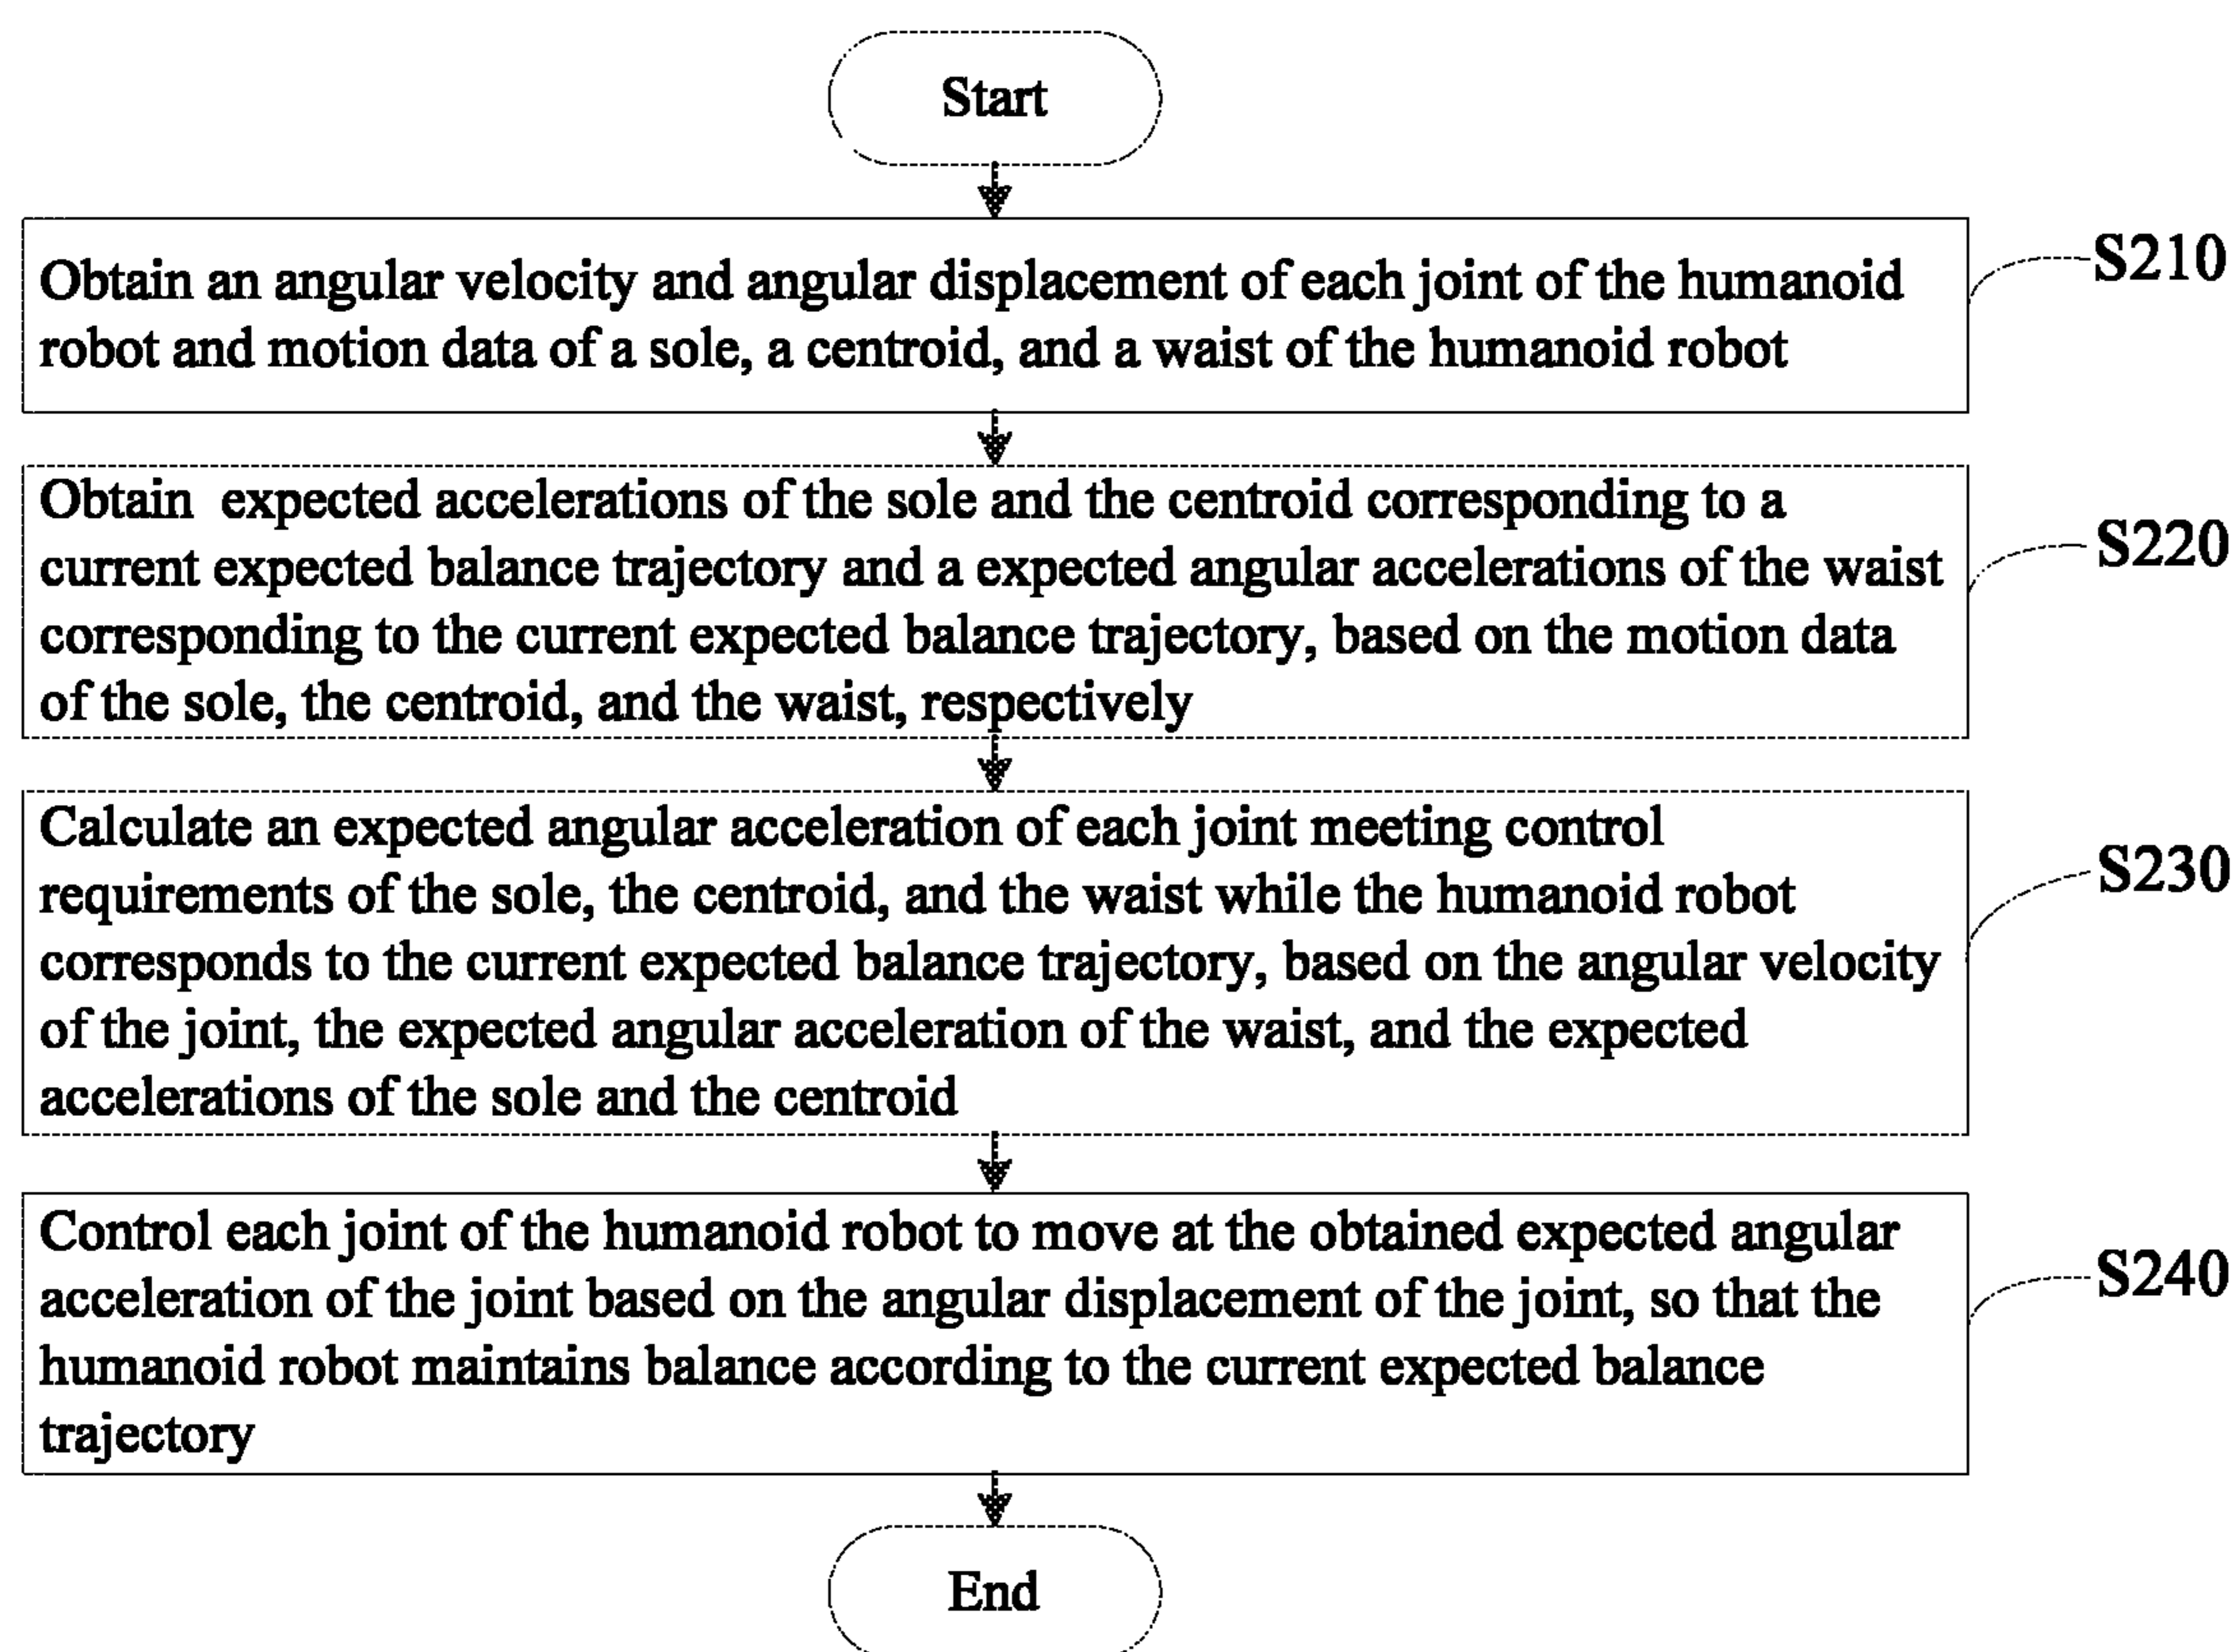 Start
Obtain an angular velocity and angular displacement of each joint of the humanoid
robot and motion data of a sole, a centroid, and a waist of the humanoid robot
S210
Obtain  expected accelerations of the sole and the centroid corresponding to a
current expected balance trajectory and a expected angular accelerations of the waist
corresponding to the current expected balance trajectory, based on the motion data
of the sole, the centroid, and the waist, respectively
S220
Calculate an expected angular acceleration of each joint meeting control
requirements of the sole, the centroid, and the waist while the humanoid robot
corresponds to the current expected balance trajectory, based on the angular velocity
of the joint, the expected angular acceleration of the waist, and the expected
accelerations of the sole and the centroid
S230
Control each joint of the humanoid robot to move at the obtained expected angular
acceleration of the joint based on the angular displacement of the joint, so that the
humanoid robot maintains balance according to the current expected balance
trajectory
S240
End